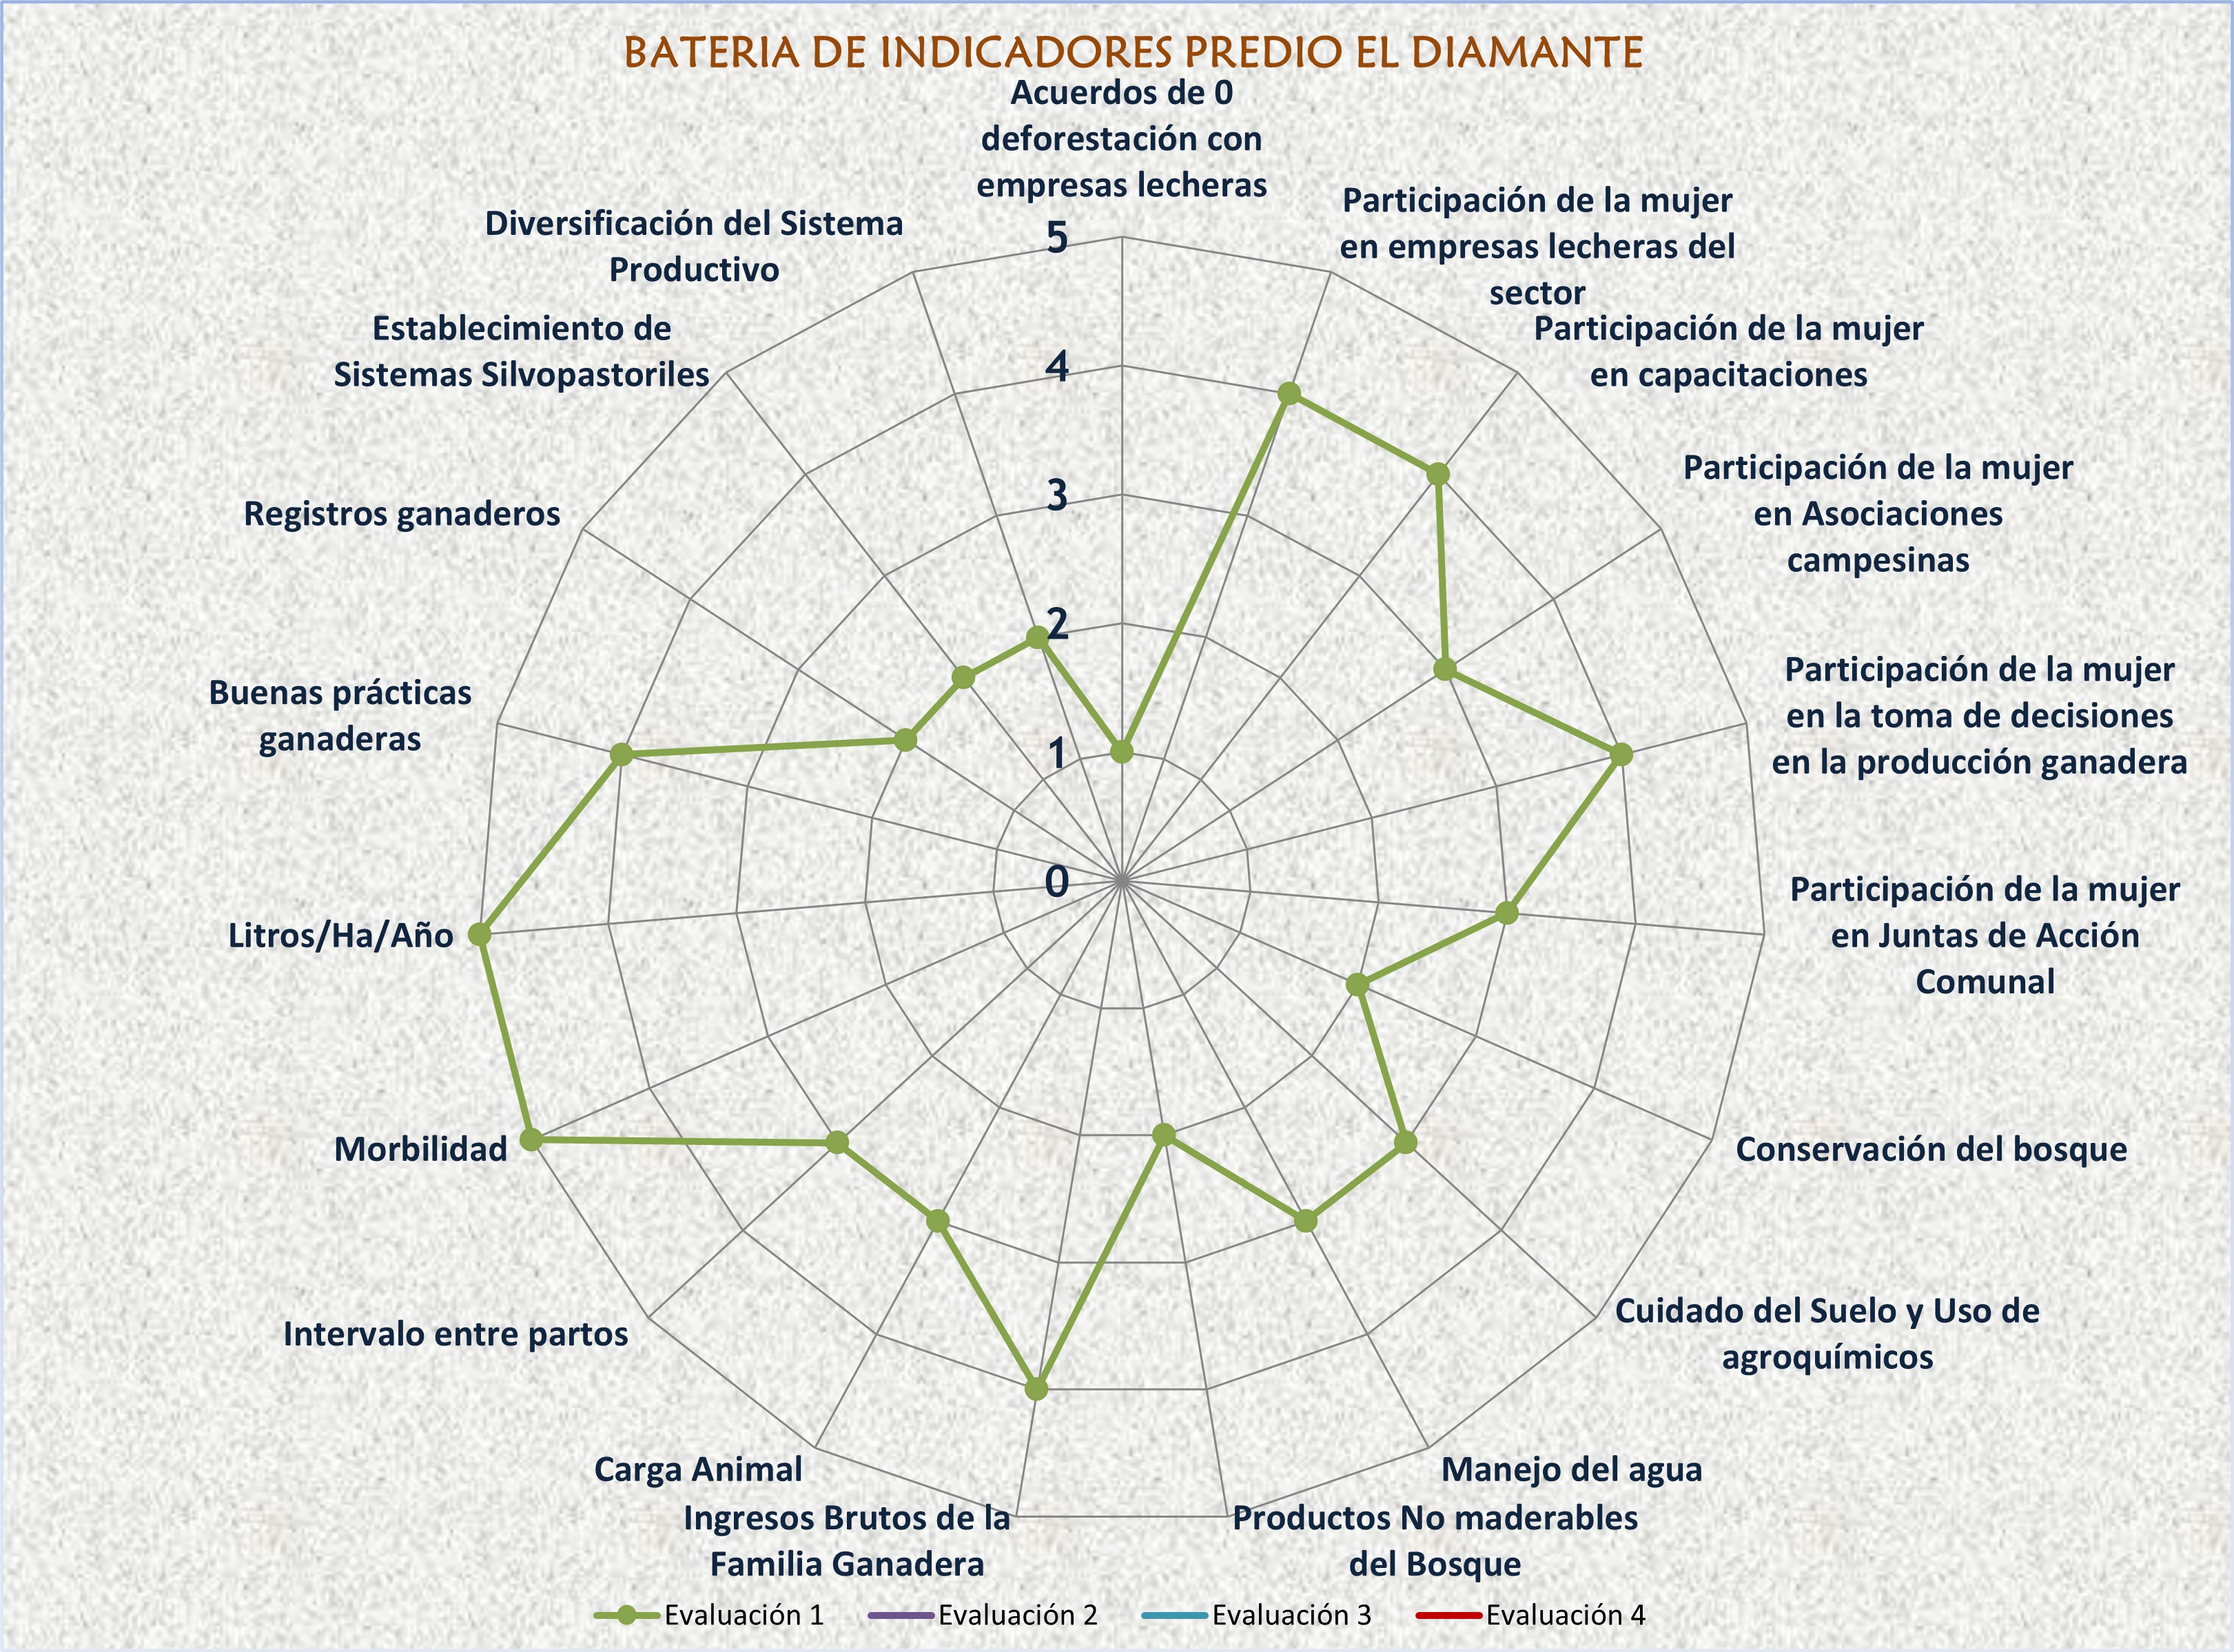 BATERIA DE INDICADORES PREDIO EL DIAMANTE
Acuerdos de 0
deforestación con
empresas lecheras
Participación de la mujer
en empresas lecheras del
sector
Participación de la mujer
en capacitaciones
Participación de la mujer
en Asociaciones
campesinas
Participación de la mujer
en la toma de decisiones
en la producción ganadera
Participación de la mujer
en Juntas de Acción
Comunal
Conservación del bosque
Cuidado del Suelo y Uso de
agroquímicos
Manejo del agua
Productos No maderables
del Bosque
Ingresos Brutos de la
Familia Ganadera
Carga Animal
Intervalo entre partos
Morbilidad
Litros/Ha/Año
Buenas prácticas
ganaderas
Registros ganaderos
Establecimiento de
Sistemas Silvopastoriles
Diversificación del Sistema
Productivo
5
4
3
2
1
0
Evaluación 1
Evaluación 2
Evaluación 3
Evaluación 4